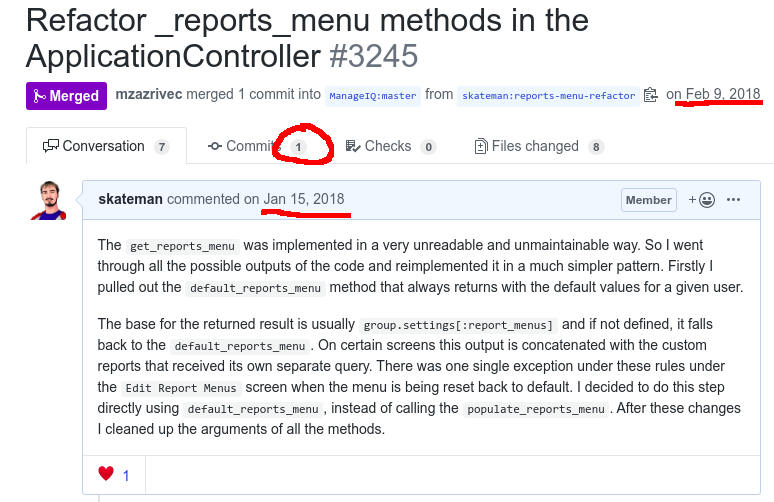 Refactor _reports_menu methods in the
ApplicationController #3245
Merged mzazrivec merged 1 commit into ManageIQ:master from skateman:reports-menu-refactor on Feb 9, 2018
Conversation 7 Commits 1 Checks 0 Files changed 8
skateman commented on Jan 15, 2018 Member
The get_reports_menu was implemented in a very unreadable and unmaintainable way. So I went
through all the possible outputs of the code and reimplemented it in a much simpler pattern. Firstly I
pulled out the default_reports_menu method that always returns with the default values for a given user.
The base for the returned result is usually group.settings[:report_menus] and if not defined, it falls
back to the default_reports_menu. On certain screens this output is concatenated with the custom
reports that received its own separate query. There was one single exception under these rules under
the Edit Report Menus screen when the menu is being reset back to default. I decided to do this step
directly using default_reports_menu, instead of calling the populate_reports_menu. After these changes
I cleaned up the arguments of all the methods.
1